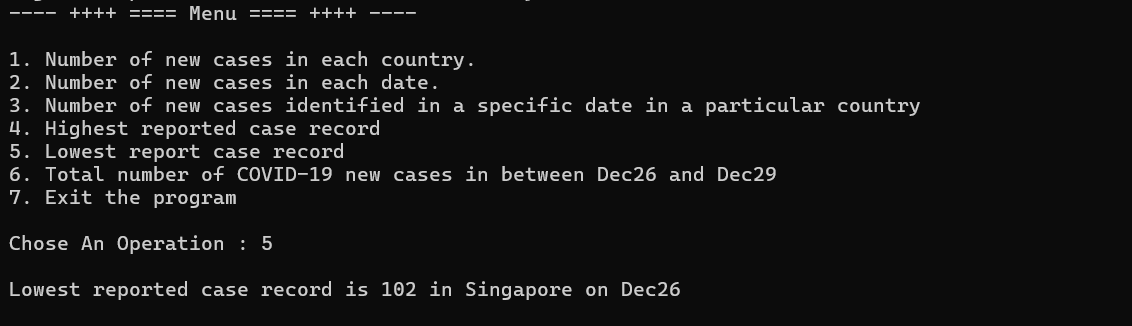 ---- ++++ ==== Menu ==== ++++ ----
1. Number of new cases in each country.
2. Number of new cases in each date.
3. Number of new cases identified in a specific date in a particular country
4. Highest reported case record
5. Lowest report case record
6. Total number of COVID-19 new cases in between Dec26 and Dec29
7. Exit the program
Chose An Operation : 5
Lowest reported case record is 102 in Singapore on Dec26